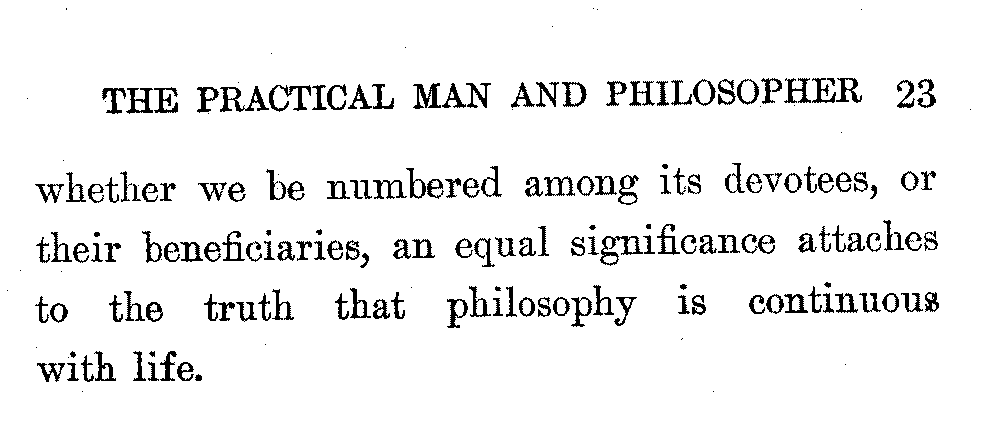 THE PRACTICAL MAN AND PHILOSOPHER 23
whether we be numbered among its devotees, or
their beneficiaries, an equal significance attaches
to the truth that philosophy is continuous
with life.